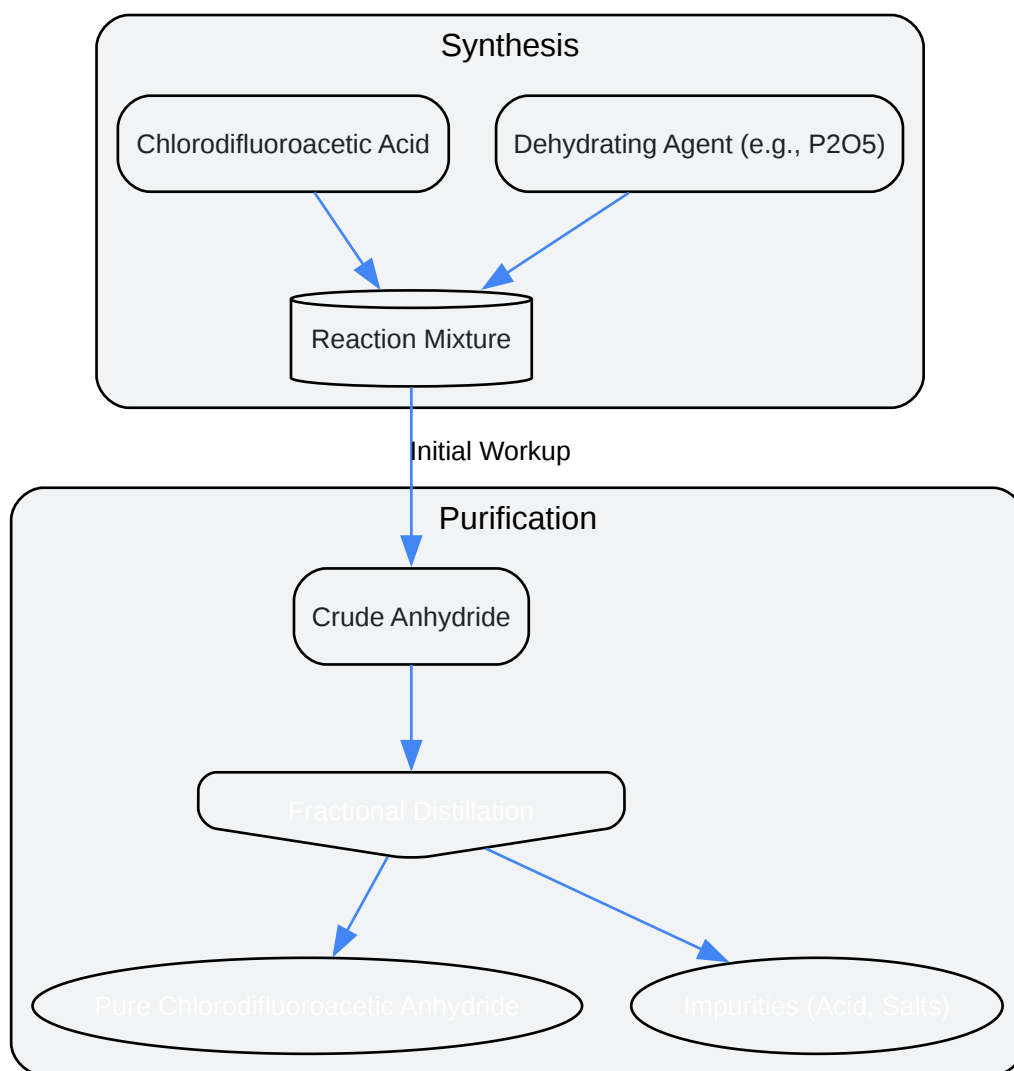 Synthesis
Chlorodifluoroacetic Acid
Dehydrating Agent (e.g., P2O5)
Reaction Mixture
Initial Workup
Purification
Crude Anhydride
Fractional Distillation
Pure Chlorodifluoroacetic Anhydride
Impurities (Acid, Salts)